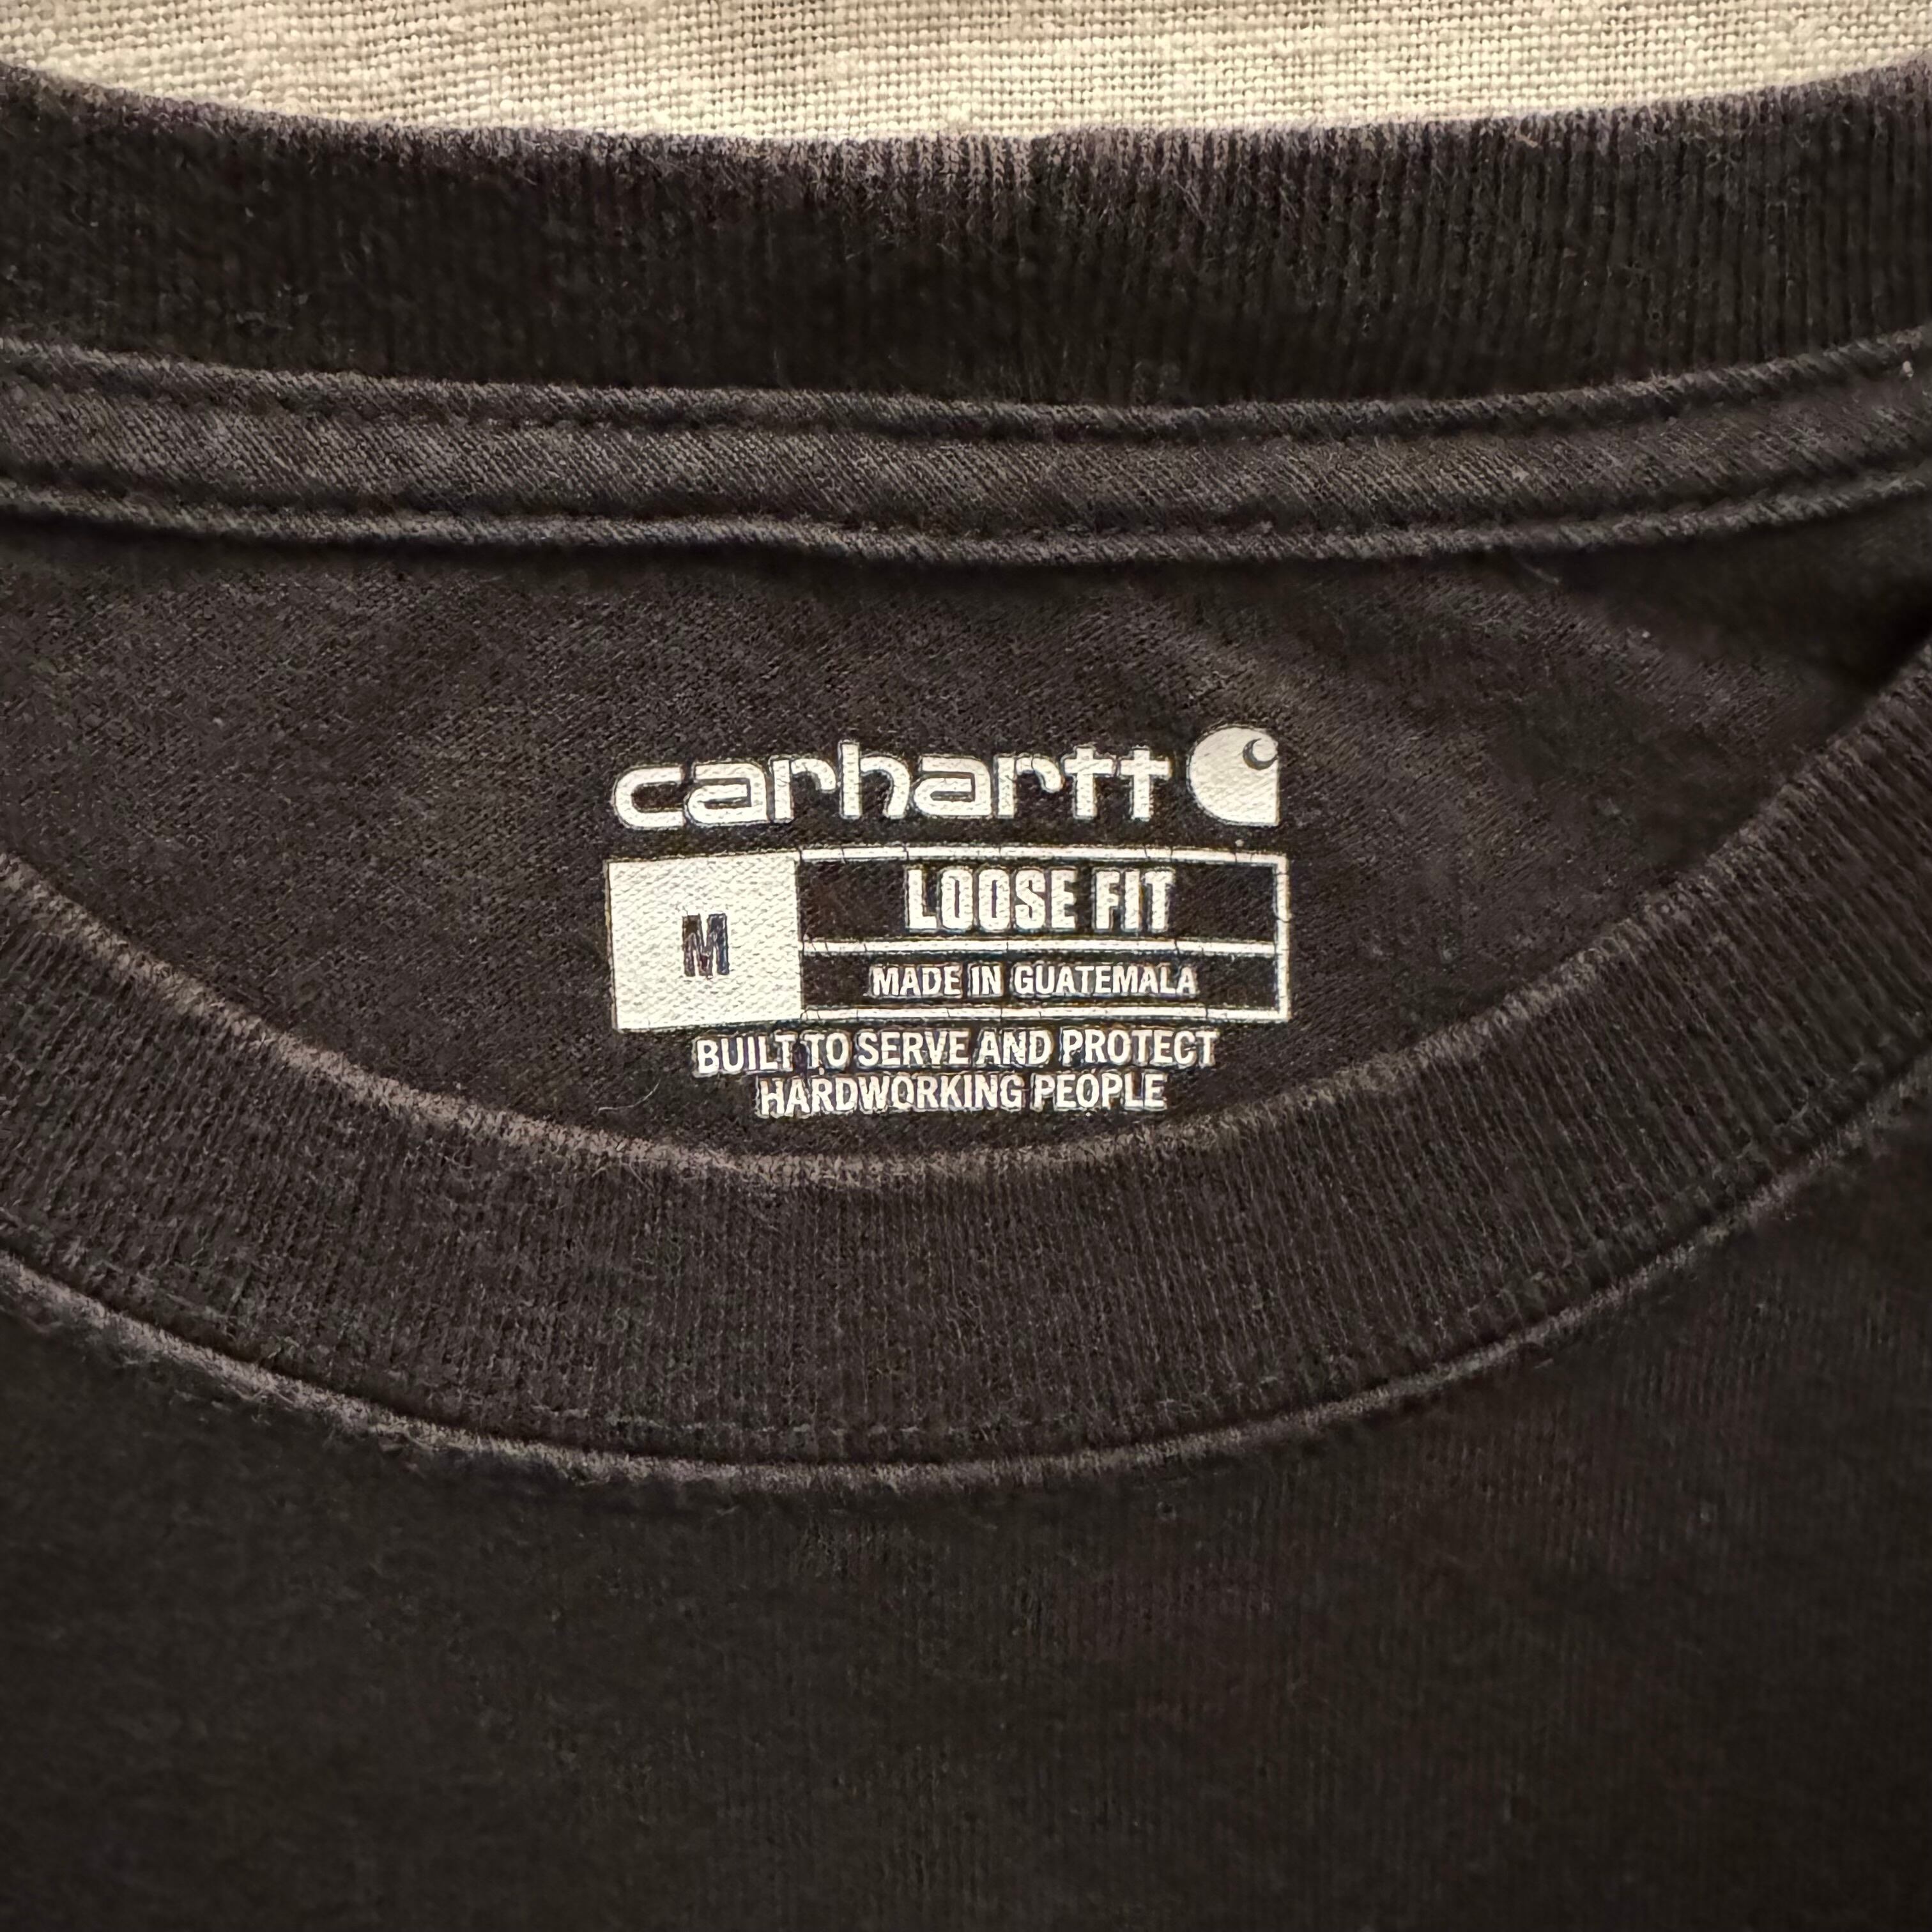 carhartt
M
LOOSE FIT
MADE IN GUATEMALA
BUILT TO SERVE AND PROTECT
HARDWORKING PEOPLE